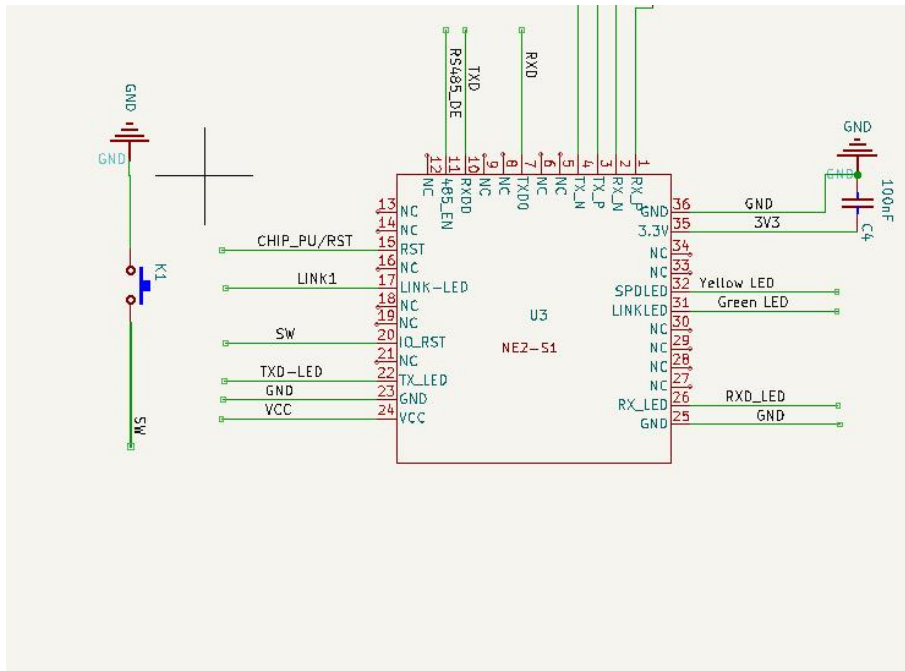 RS485_DE
TXD
RXD
GND
GND
12
11
10
9
8
7
6
5
4
3
2
1
NC
485_EN
RXD0
NC
NC
TXD0
NC
NC
TX_N
TX_P
RX_N
RX_P
GND
GND
100nF
C4
K1
SW
13 NC
14 NC
CHIP_PU/RST 15 RST
16 NC
LINK1 17 LINK-LED
18 NC
19 NC
SW 20 IO_RST
21 NC
TXD-LED 22 TX_LED
GND 23 GND
VCC 24 VCC
U3
NE2-S1
GND 36 GND
3.3V 35 3V3
NC 34
NC 33
SPDLED 32 Yellow LED
LINKLED 31 Green LED
NC 30
NC 29
NC 28
NC 27
RX_LED 26 RXD_LED
GND 25 GND